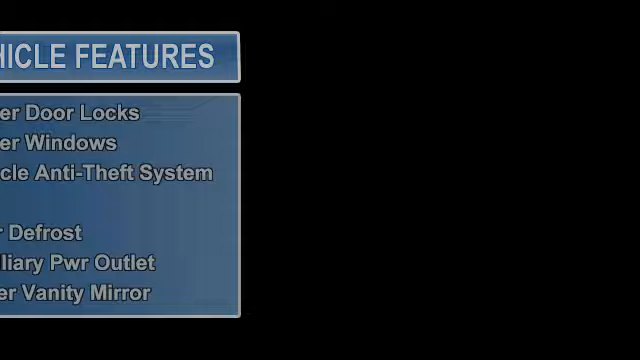 HICLE FEATURES
er Door Locks
er Windows
cle Anti-Theft System
r Defrost
liary Pwr Outlet
er Vanity Mirror